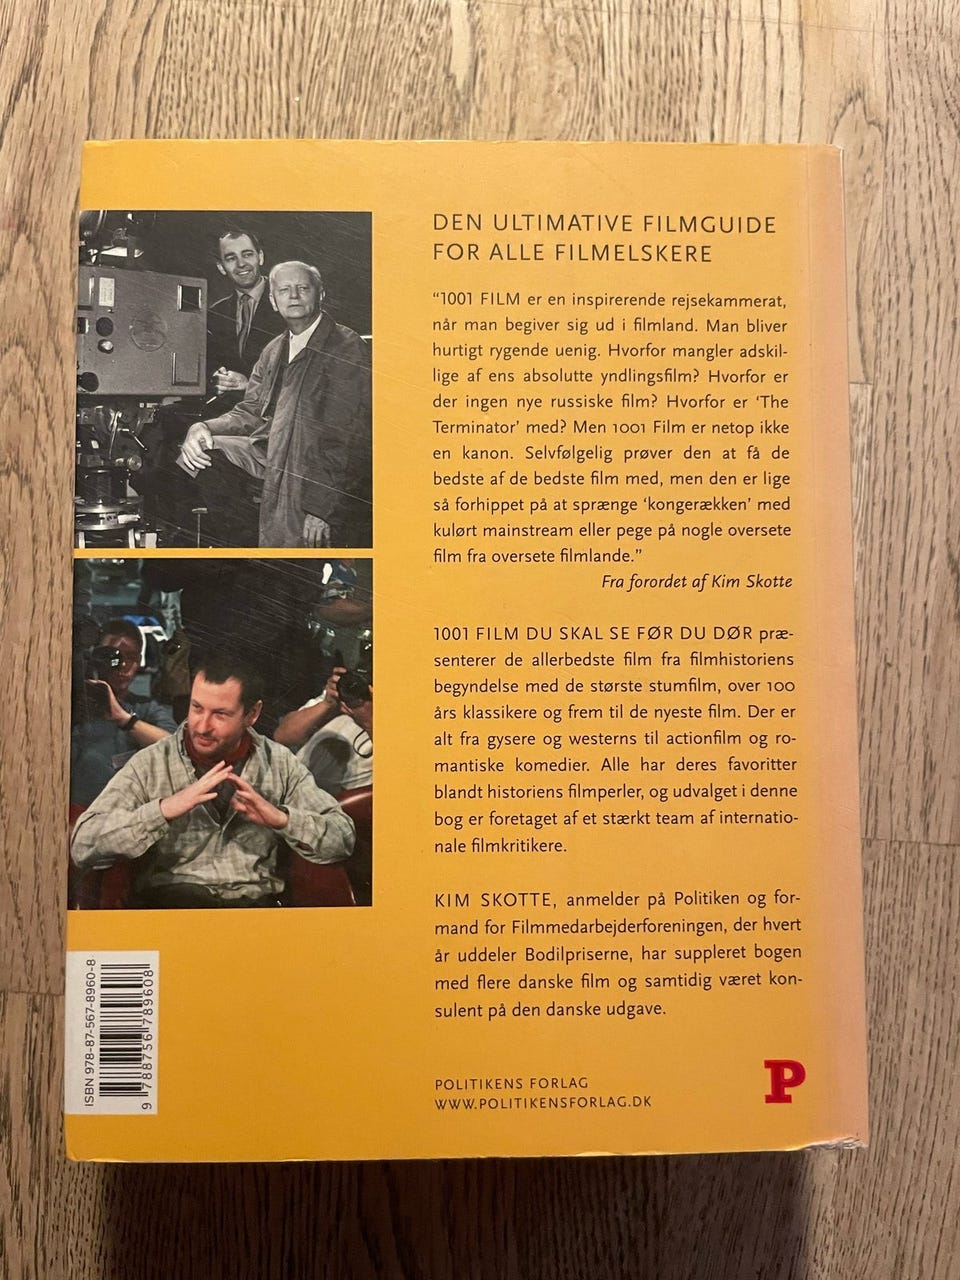 DEN ULTIMATIVE FILMGUIDE
FOR ALLE FILMELSKERE
“1001 FILM er en inspirerende rejsekammerat,
når man begiver sig ud i filmland. Man bliver
hurtigt rygende uenig. Hvorfor mangler adskil-
lige af ens absolutte yndlingsfilm? Hvorfor er
der ingen nye russiske film? Hvorfor er ‘The
Terminator’ med? Men 1001 Film er netop ikke
en kanon. Selvfølgelig prøver den at få de
bedste af de bedste film med, men den er lige
så forhippet på at sprænge ‘kongerækken’ med
kulørt mainstream eller pege på nogle oversete
film fra oversete filmlande.”
Fra forordet af Kim Skotte
1001 FILM DU SKAL SE FØR DU DØR præ-
senterer de allerbedste film fra filmhistoriens
begyndelse med de største stumfilm, over 100
års klassikere og frem til de nyeste film. Der er
alt fra gysere og westerns til actionfilm og ro-
mantiske komedier. Alle har deres favoritter
blandt historiens filmperler, og udvalget i denne
bog er foretaget af et stærkt team af internatio-
nale filmkritikere.
KIM SKOTTE, anmelder på Politiken og for-
mand for Filmmedarbejderforeningen, der hvert
år uddeler Bodilpriserne, har suppleret bogen
med flere danske film og samtidig været kon-
sulent på den danske udgave.
POLITIKENS FORLAG
WWW.POLITIKENSFORLAG.DK
P
ISBN 978-87-567-8960-8
9 788756 789608